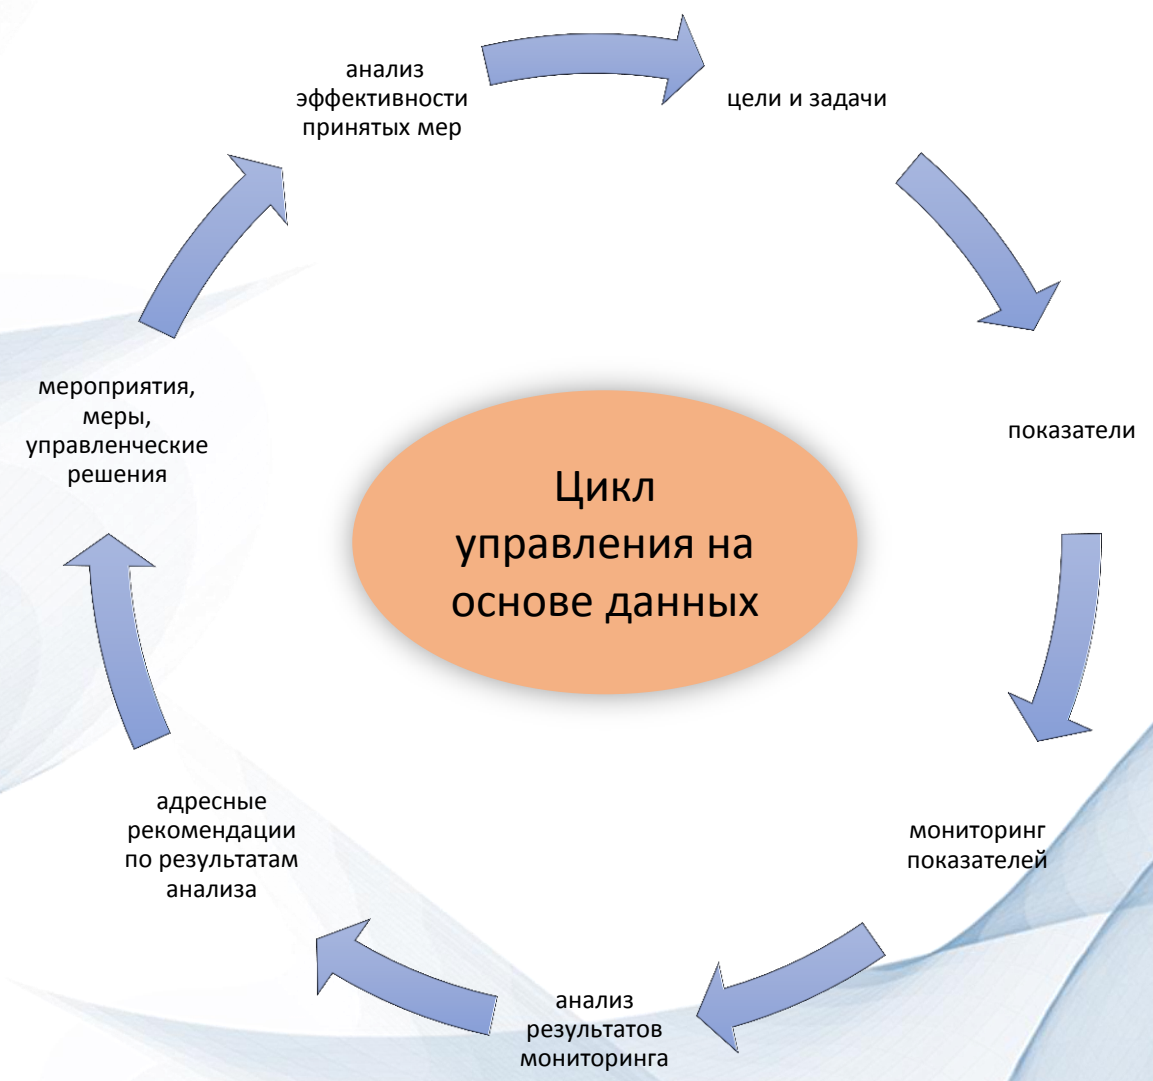 анализ
эффективности
принятых мер
цели и задачи
показатели
мониторинг
показателей
анализ
результатов
мониторинга
адресные
рекомендации
по результатам
анализа
мероприятия,
меры,
управленческие
решения
Цикл
управления на
основе данных